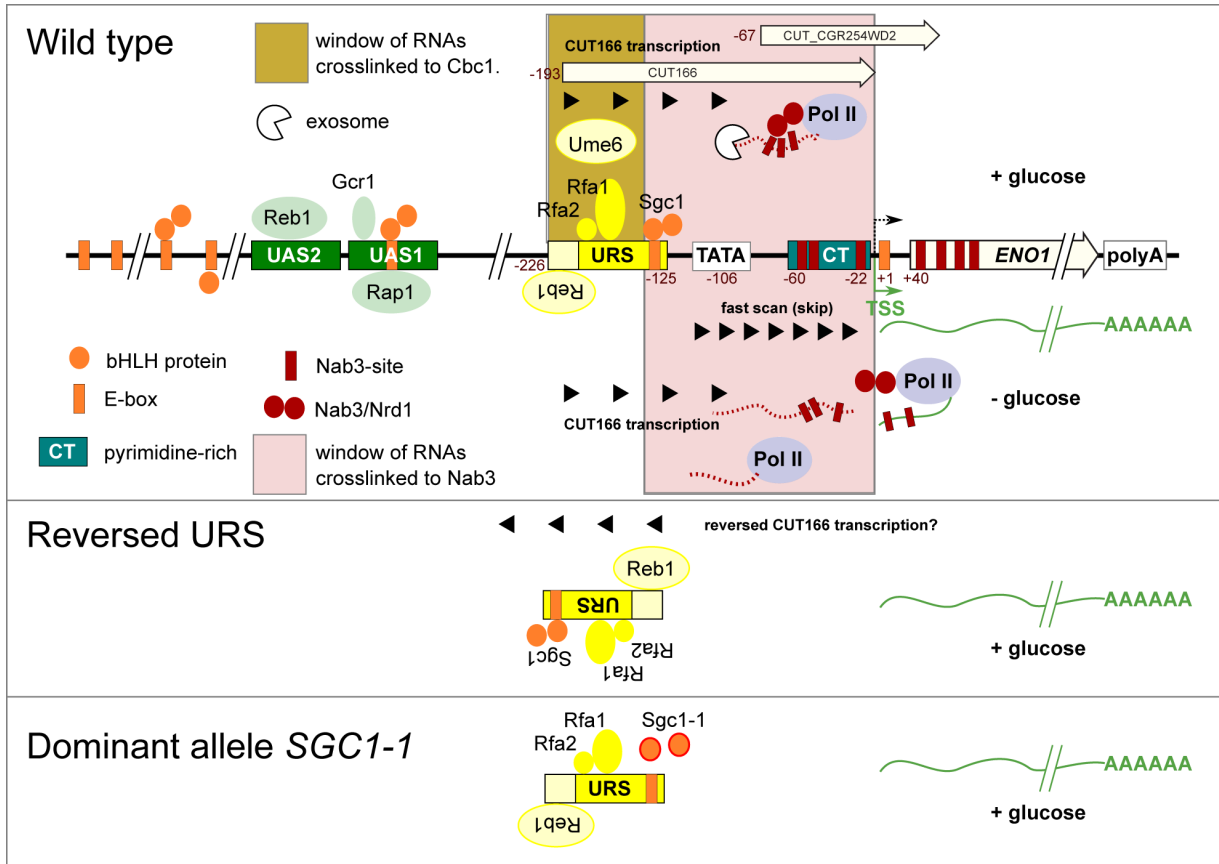 Wild type
window of RNAs
crosslinked to Cbc1.
exosome
CUT166 transcription
-67
CUT_CGR254WD2
-193
CUT166
Pol II
Ume6
+ glucose
Gcr1
Rfa1
Reb1
Rfa2
Sgc1
UAS2
UAS1
URS
TATA
CT
ENO1
polyA
-226
-125
-106
-60
-22
+1
+40
Rap1
Reb1
fast scan (skip)
TSS
AAAAAA
bHLH protein
Nab3-site
E-box
Nab3/Nrd1
Pol II
- glucose
CUT166 transcription
CT
pyrimidine-rich
window of RNAs
crosslinked to Nab3
Pol II
Reversed URS
reversed CUT166 transcription?
Reb1
URS
AAAAAA
Sgc1
Rfa1
Rfa2
+ glucose
Dominant allele SGC1-1
Rfa1
Sgc1-1
Rfa2
URS
AAAAAA
Reb1
+ glucose